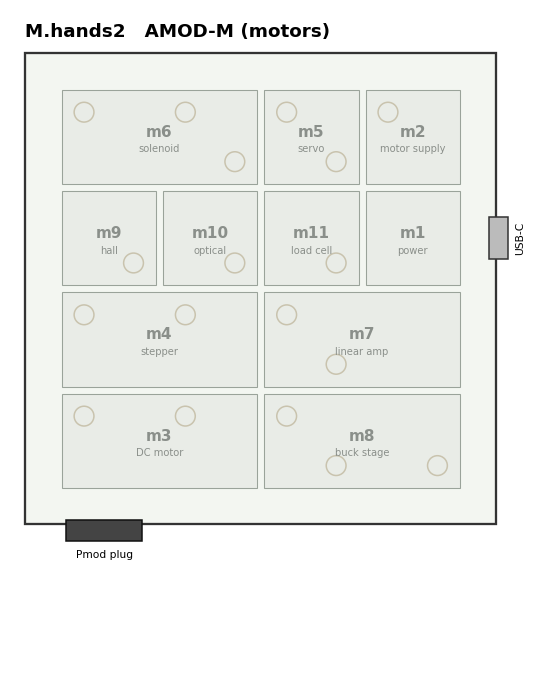 M.hands2 AMOD-M (motors)
m6
solenoid
m5
servo
m2
motor supply
m9
hall
m10
optical
m11
load cell
m1
power
USB-C
m4
stepper
m7
linear amp
m3
DC motor
m8
buck stage
Pmod plug